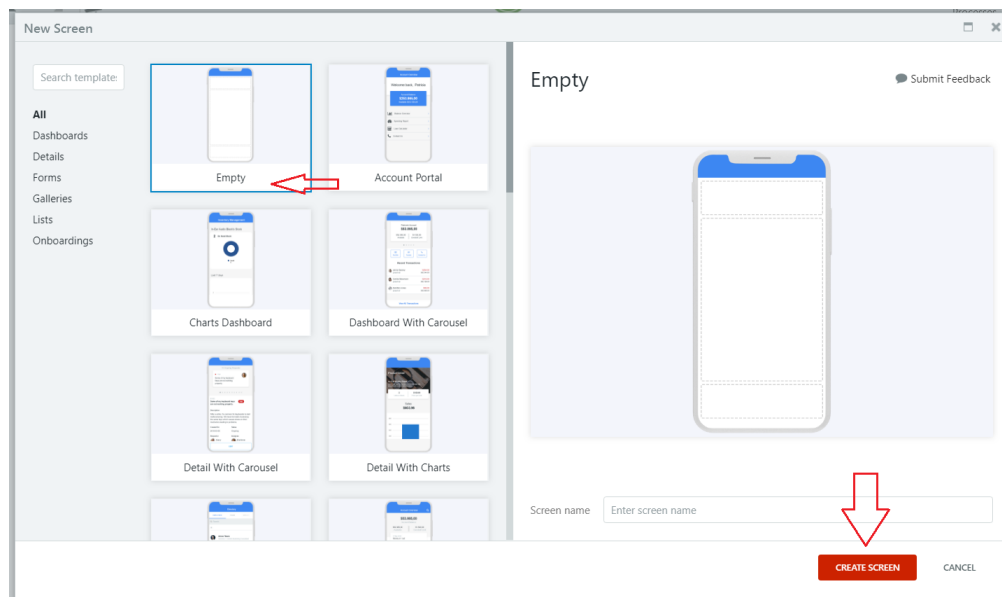 New Screen
Search template:
All
Dashboards
Details
Forms
Galleries
Lists
Onboardings
Empty
Account Portal
Charts Dashboard
Dashboard With Carousel
Detail With Carousel
Detail With Charts
Empty
Submit Feedback
Screen name
Enter screen name
CREATE SCREEN
CANCEL